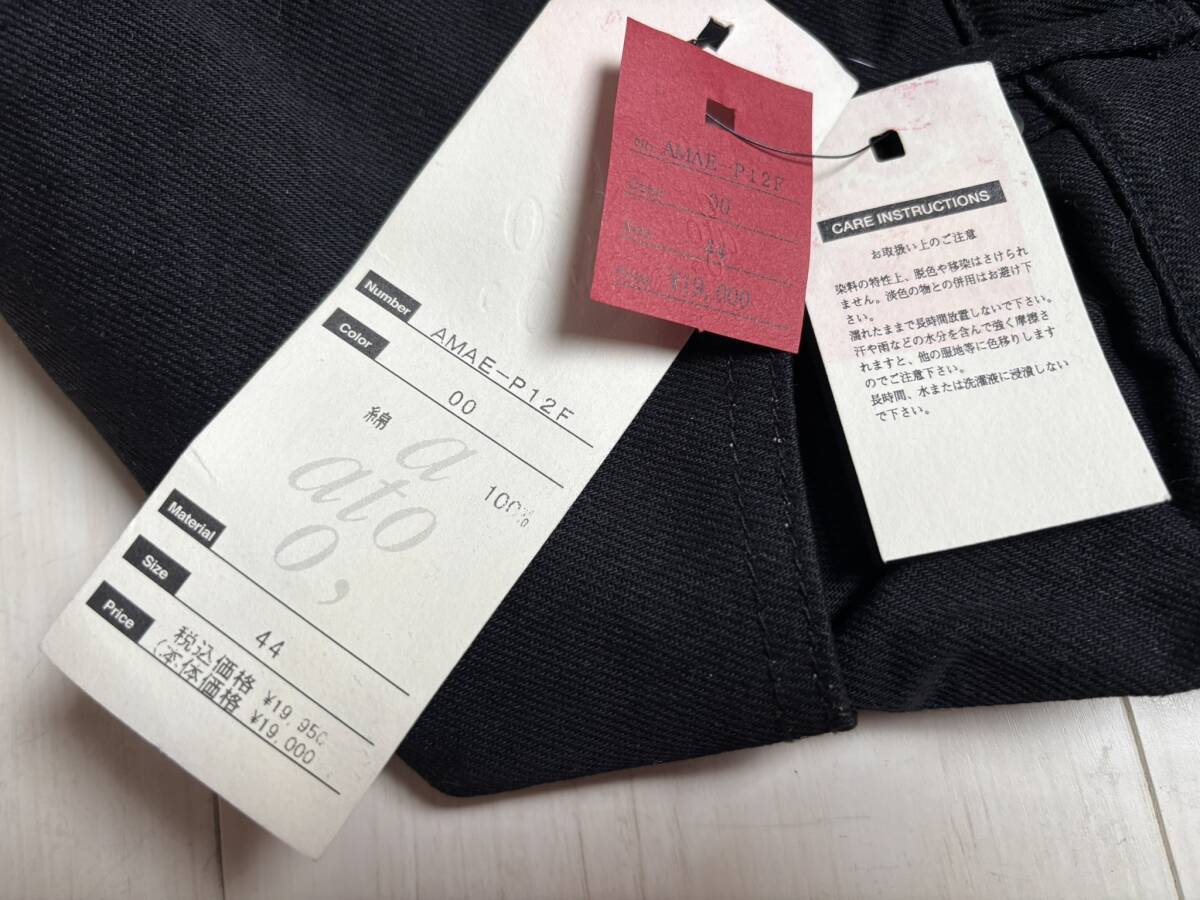 Number AMAE-P12F
Color 00
綿 100%
a
ato
o,
Material
Size 44
Price 税込価格 ¥19,950
(本体価格 ¥19,000
AMAE-P12F
Color 00
44
¥19,000
CARE INSTRUCTIONS
お取扱い上のご注意
染料の特性上、脱色や移染はさけられ
ません。淡色の物との併用はお避け下
さい。
濡れたままで長時間放置しないで下さい。
汗や雨などの水分を含んで強く摩擦さ
れますと、他の服地等に色移りします
のでご注意下さい。
長時間、水または洗濯液に浸漬しない
で下さい。